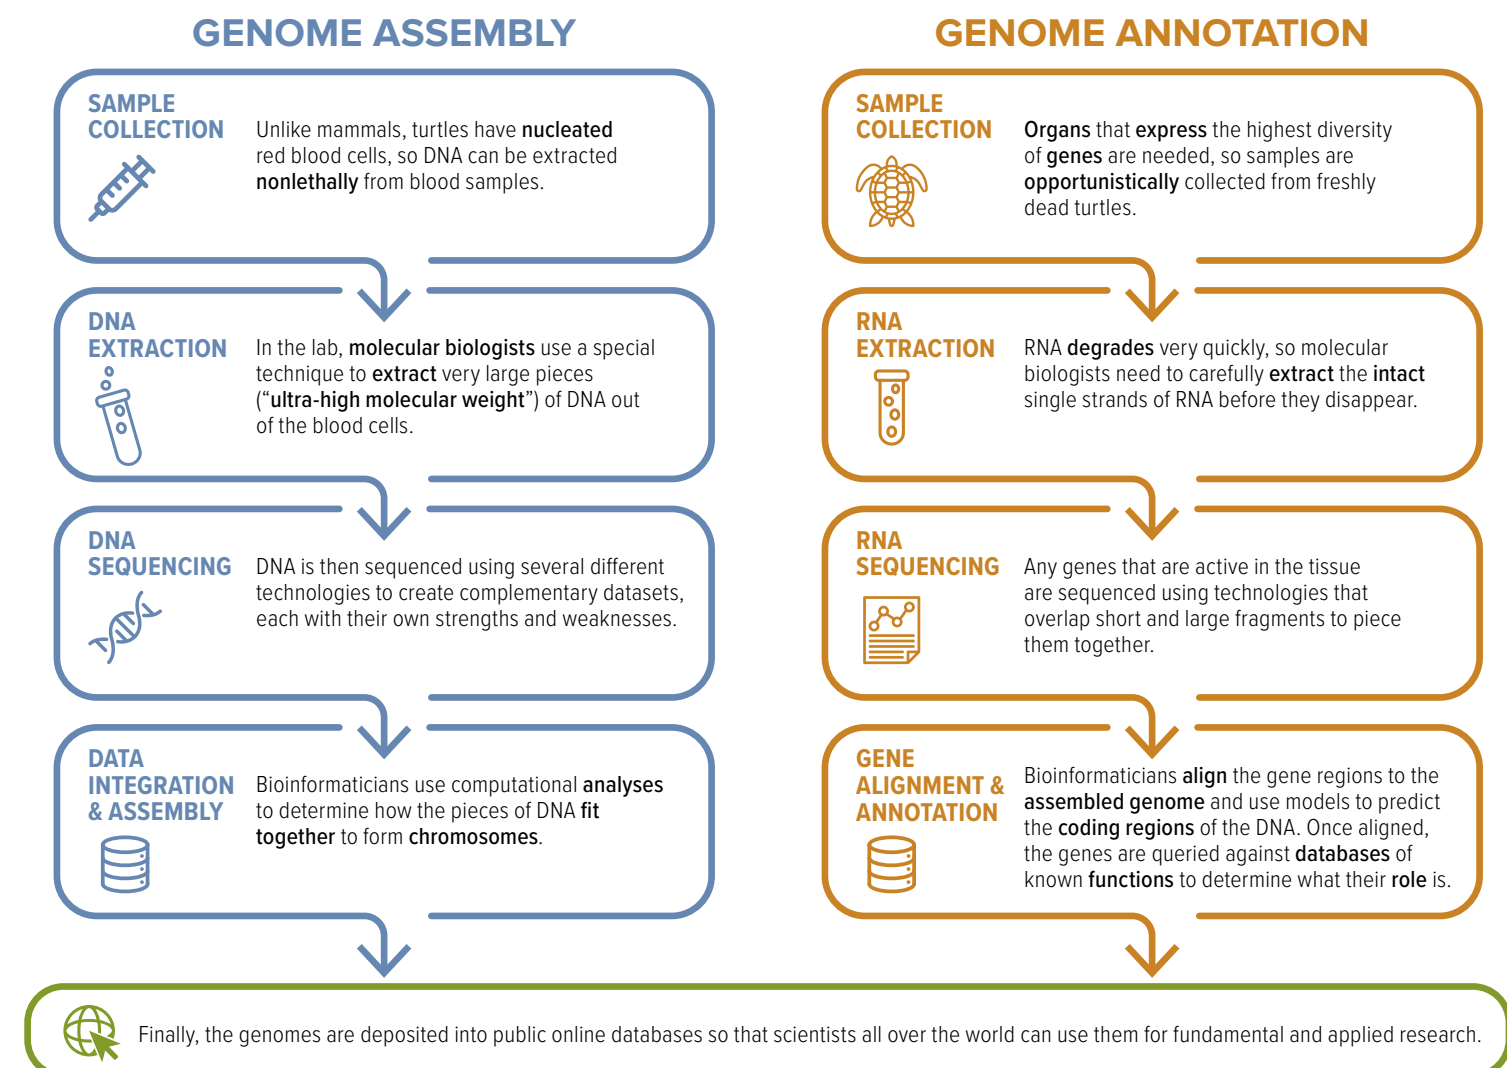 GENOME ASSEMBLY
SAMPLE
COLLECTION
Unlike mammals, turtles have nucleated
red blood cells, so DNA can be extracted
nonlethally from blood samples.
DNA
EXTRACTION
In the lab, molecular biologists use a special
technique to extract very large pieces
(“ultra-high molecular weight”) of DNA out
of the blood cells.
DNA
SEQUENCING
DNA is then sequenced using several different
technologies to create complementary datasets,
each with their own strengths and weaknesses.
DATA
INTEGRATION
& ASSEMBLY
Bioinformaticians use computational analyses
to determine how the pieces of DNA fit
together to form chromosomes.
GENOME ANNOTATION
SAMPLE
COLLECTION
Organs that express the highest diversity
of genes are needed, so samples are
opportunistically collected from freshly
dead turtles.
RNA
EXTRACTION
RNA degrades very quickly, so molecular
biologists need to carefully extract the intact
single strands of RNA before they disappear.
RNA
SEQUENCING
Any genes that are active in the tissue
are sequenced using technologies that
overlap short and large fragments to piece
them together.
GENE
ALIGNMENT &
ANNOTATION
Bioinformaticians align the gene regions to the
assembled genome and use models to predict
the coding regions of the DNA. Once aligned,
the genes are queried against databases of
known functions to determine what their role is.
Finally, the genomes are deposited into public online databases so that scientists all over the world can use them for fundamental and applied research.